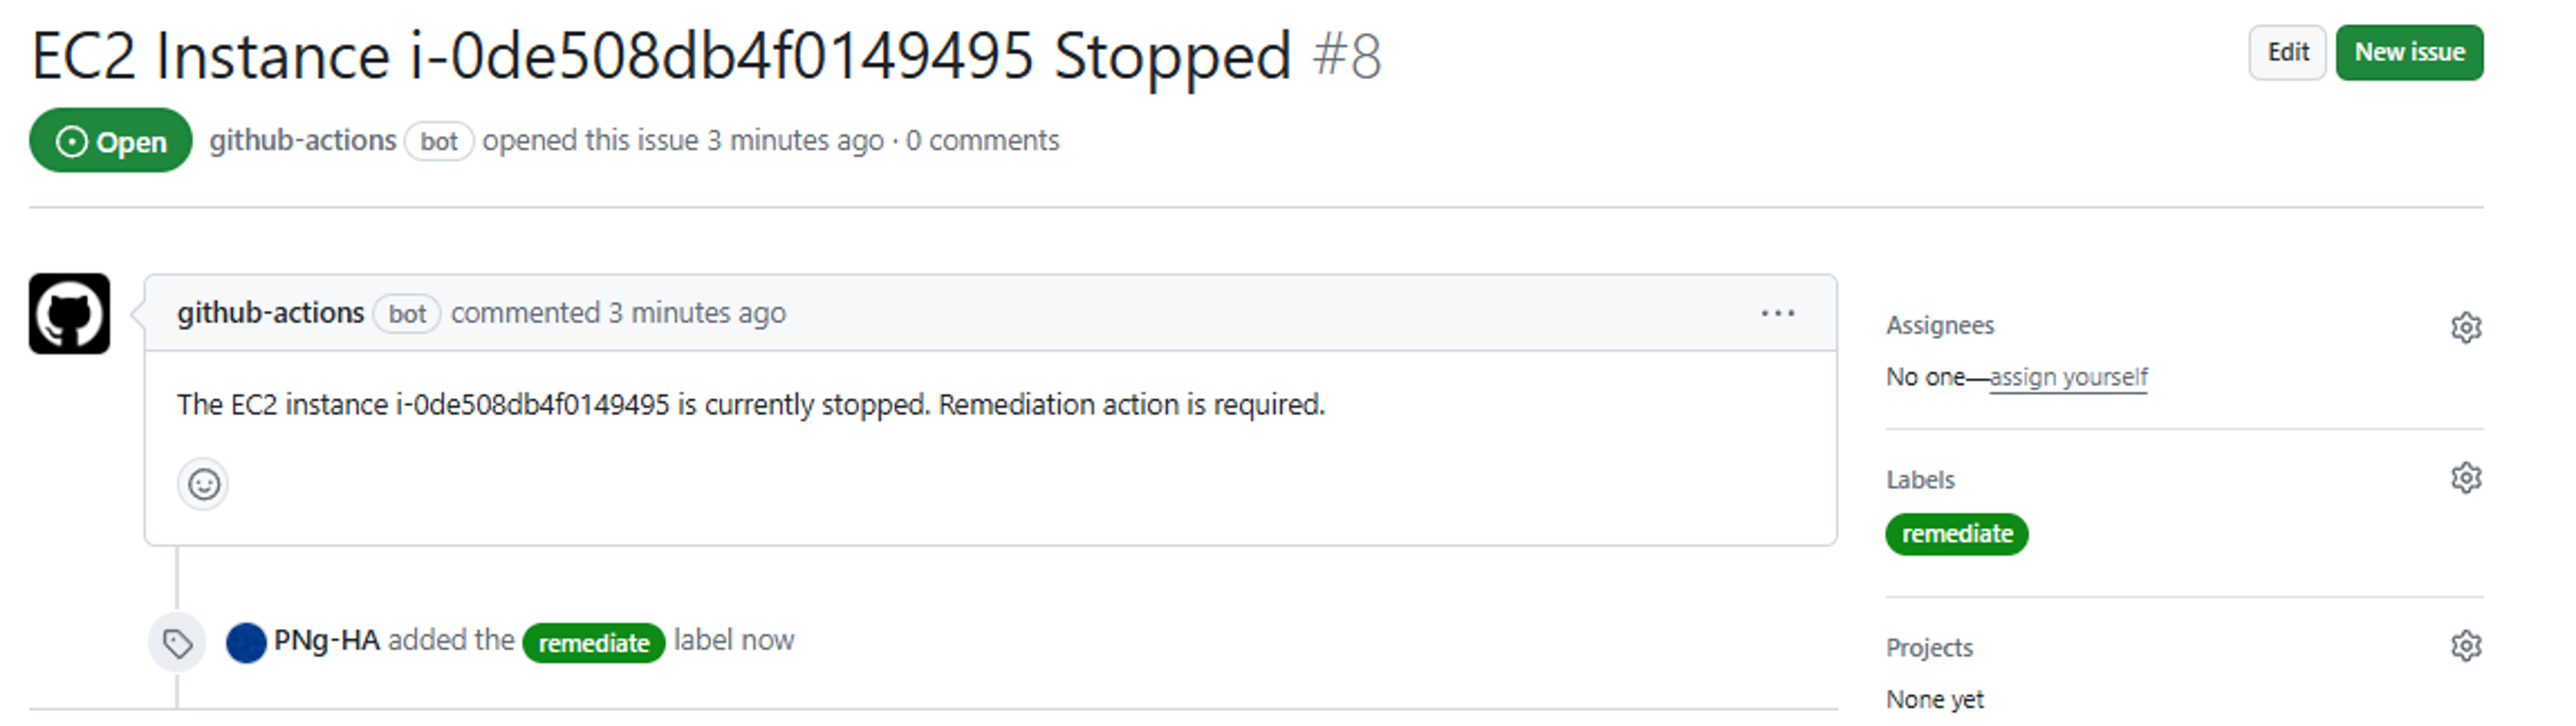 EC2 Instance i-0de508db4f0149495 Stopped #8
Edit
New issue
Open
github-actions bot opened this issue 3 minutes ago · 0 comments
github-actions bot commented 3 minutes ago
The EC2 instance i-0de508db4f0149495 is currently stopped. Remediation action is required.
PNg-HA added the remediate label now
Assignees
No one—assign yourself
Labels
remediate
Projects
None yet